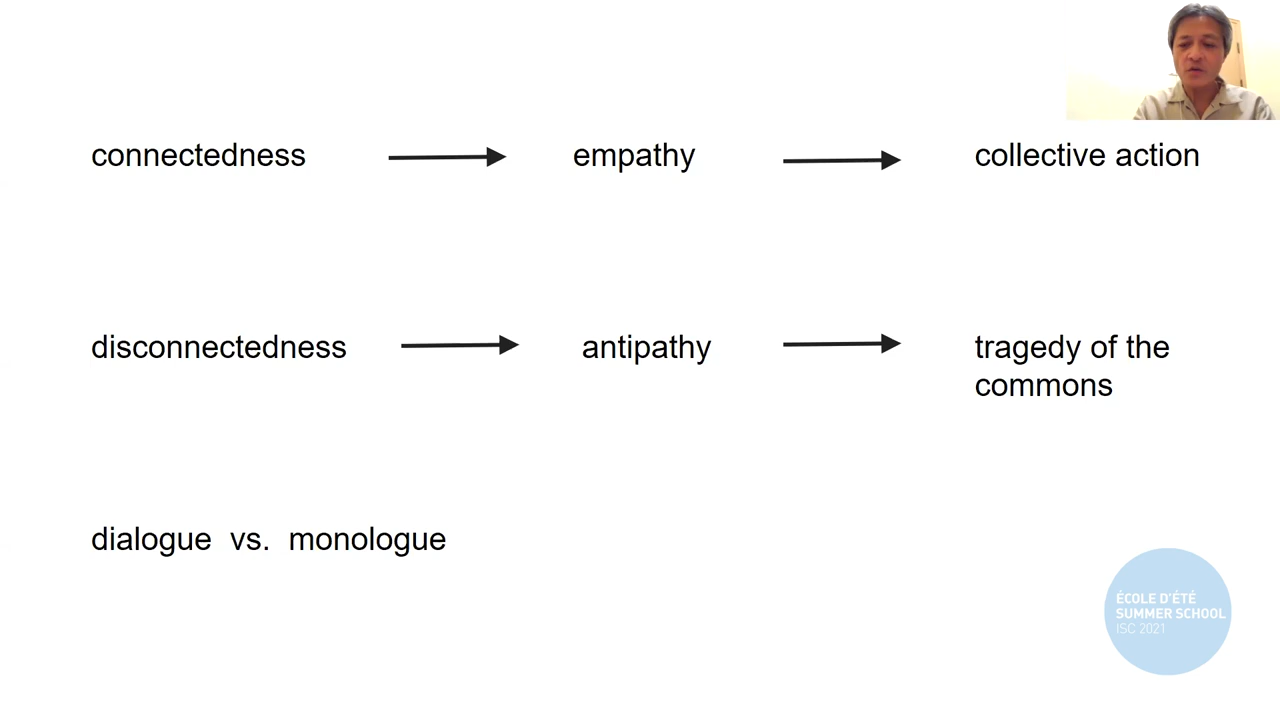 connectedness empathy collective action
disconnectedness antipathy tragedy of the
commons
dialogue vs. monologue
ÉCOLE D'ÉTÉ
SUMMER SCHOOL
ISC 2021